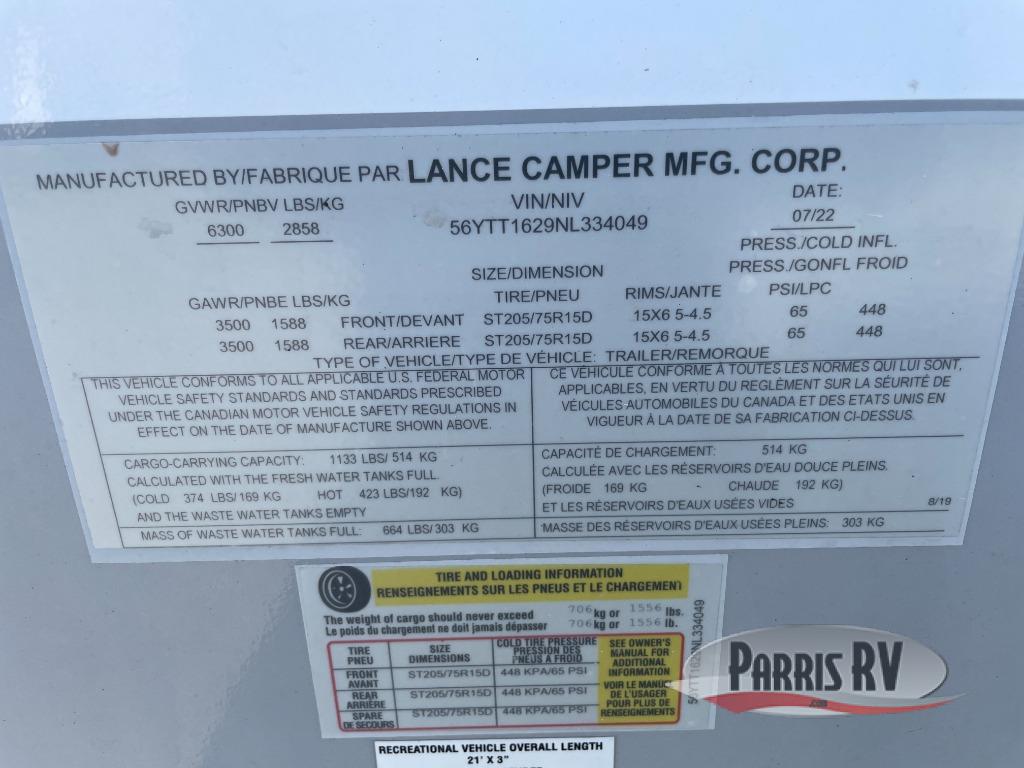 MANUFACTURED BY/FABRIQUE PAR LANCE CAMPER MFG. CORP.
GVWR/PNBV LBS/KG VIN/NIV DATE:
6300 2858 56YTT1629NL334049 07/22
PRESS./COLD INFL.
SIZE/DIMENSION PRESS./GONFL FROID
GAWR/PNBE LBS/KG TIRE/PNEU RIMS/JANTE PSI/LPC
3500 1588 FRONT/DEVANT ST205/75R15D 15X6 5-4.5 65 448
3500 1588 REAR/ARRIERE ST205/75R15D 15X6 5-4.5 65 448
TYPE OF VEHICLE/TYPE DE VÉHICLE: TRAILER/REMORQUE
THIS VEHICLE CONFORMS TO ALL APPLICABLE U.S. FEDERAL MOTOR
VEHICLE SAFETY STANDARDS AND STANDARDS PRESCRIBED
UNDER THE CANADIAN MOTOR VEHICLE SAFETY REGULATIONS IN
EFFECT ON THE DATE OF MANUFACTURE SHOWN ABOVE.
CE VÉHICULE CONFORME À TOUTES LES NORMES QUI LUI SONT,
APPLICABLES, EN VERTU DU REGLÈMENT SUR LA SÉURITÉ DE
VÉICULES AUTOMOBILES DU CANADA ET DES ETATS UNIS EN
VIGUEUR À LA DATE DE SA FABRICATION CI-DESSUS.
CARGO-CARRYING CAPACITY: 1133 LBS/ 514 KG
CALCULATED WITH THE FRESH WATER TANKS FULL.
(COLD 374 LBS/169 KG HOT 423 LBS/192 KG)
AND THE WASTE WATER TANKS EMPTY
MASS OF WASTE WATER TANKS FULL: 664 LBS/303 KG
CAPACITÉ DE CHARGEMENT: 514 KG
CALCULÉE AVEC LES RÉSERVOIRS D'EAU DOUCE PLEINS.
(FROIDE 169 KG - CHAUDE 192 KG)
ET LES RÉSERVOIRS D'EAUX USÉES VIDES 8/19
MASSE DES RÉSERVOIRS D'EAUX USÉES PLEINS: 303 KG
TIRE AND LOADING INFORMATION
RENSEIGNEMENTS SUR LES PNEUS ET LE CHARGEMENT
The weight of cargo should never exceed 706 kg or 1556 lbs.
Le poids du chargement ne doit jamais dépasser 706 kg or 1556 lb.
TIRE PNEU
SIZE DIMENSIONS
COLD TIRE PRESSURE
PRESSION DES
PNEUS A FROID
FRONT AVANT ST205/75R15D 448 KPA/65 PSI
REAR ARRIÈRE ST205/75R15D 448 KPA/65 PSI
SPARE DE SECOURS ST205/75R15D 448 KPA/65 PSI
SEE OWNER'S
MANUAL FOR
ADDITIONAL
INFORMATION
VOIR LE MANUEL
DE L'USAGER
POUR PLUS DE
RENSEIGNEMENTS
56YTT1629NL334049
PARRIS RV
.com
RECREATIONAL VEHICLE OVERALL LENGTH
21' X 3"